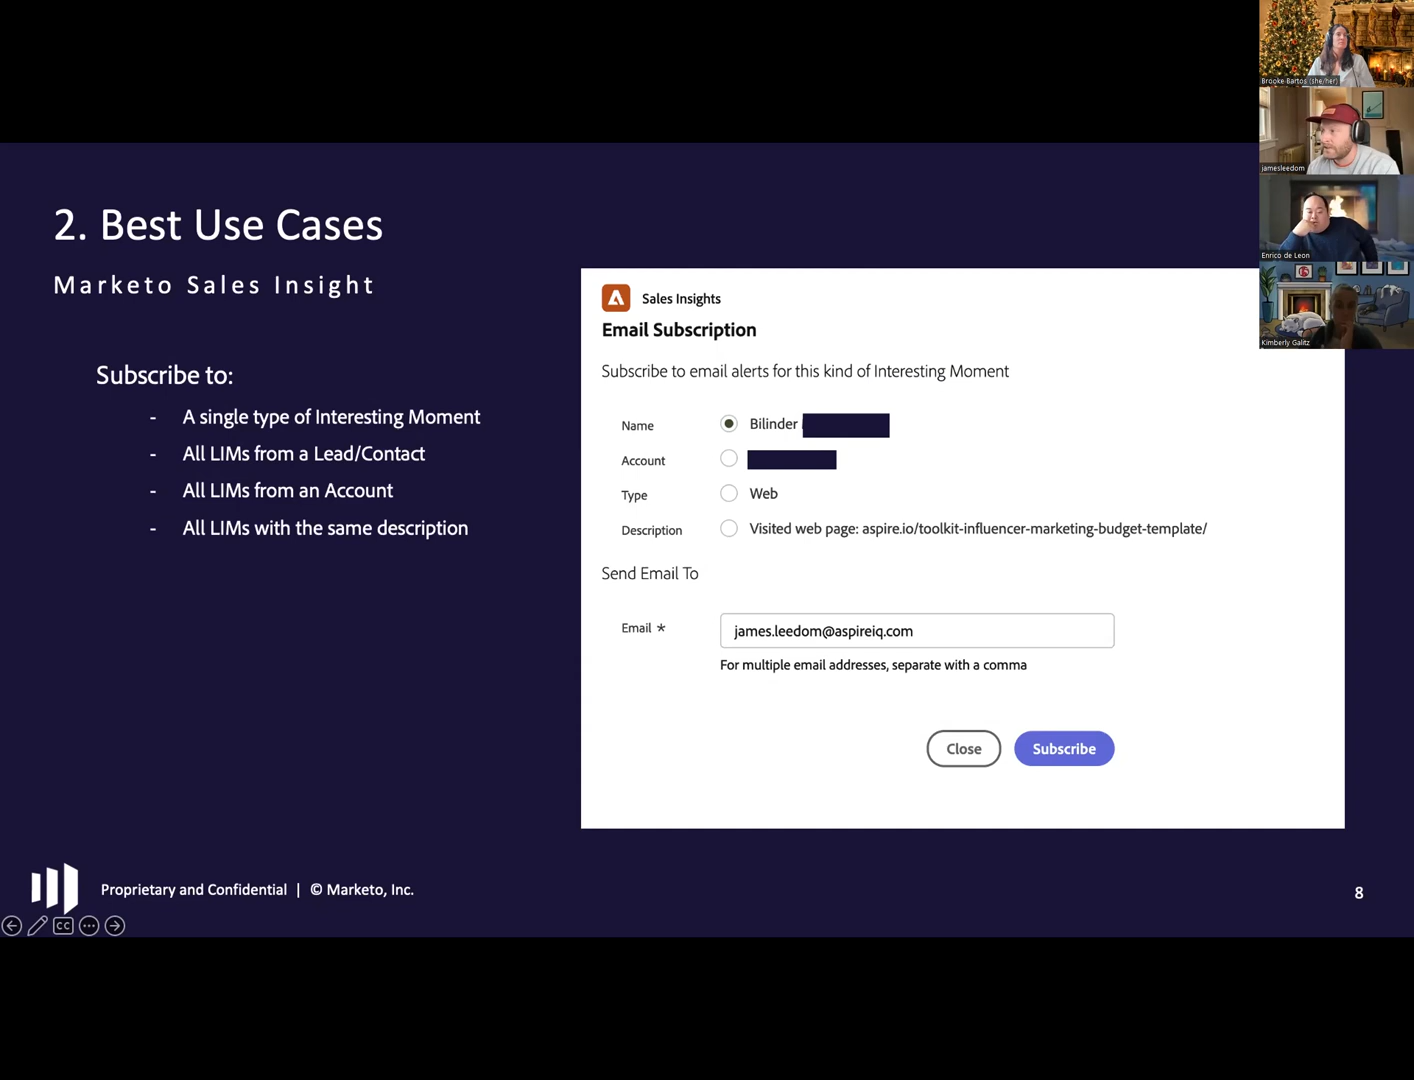 2. Best Use Cases
Marketo Sales Insight
Subscribe to:
- A single type of Interesting Moment
- All LIMs from a Lead/Contact
- All LIMs from an Account
- All LIMs with the same description
Sales Insights
Email Subscription
Subscribe to email alerts for this kind of Interesting Moment
Name Bilinder
Account
Type Web
Description Visited web page: aspire.io/toolkit-influencer-marketing-budget-template/
Send Email To
Email * james.leedom@aspireiq.com
For multiple email addresses, separate with a comma
Close Subscribe
Proprietary and Confidential | © Marketo, Inc.
8
CC
Brooke Bartos (she/her)
jamesleedom
Enrico de Leon
Kimberly Galitz